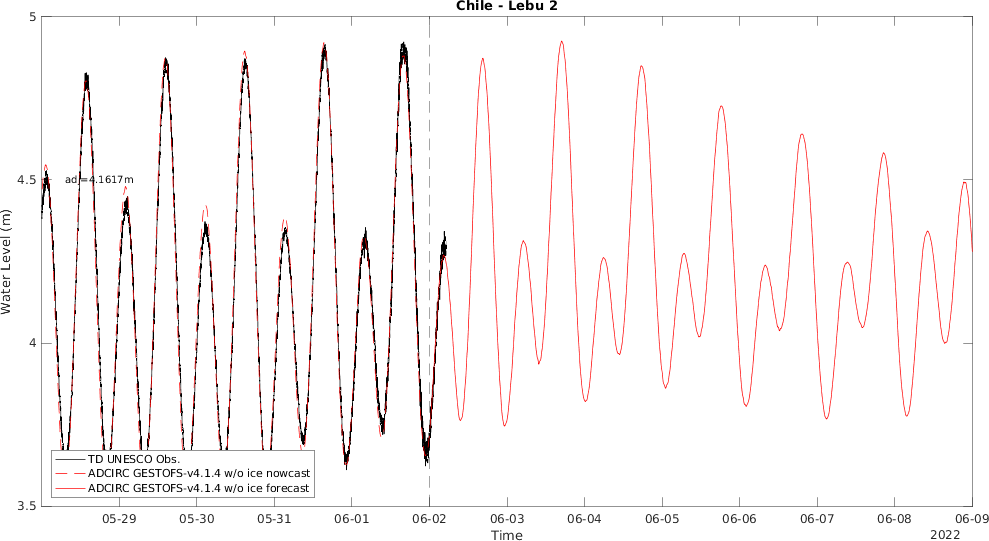 Chile - Lebu 2
5
4.5
4
3.5
Water Level (m)
ad =4.1617m
TD UNESCO Obs.
ADCIRC GESTOFS-v4.1.4 w/o ice nowcast
ADCIRC GESTOFS-v4.1.4 w/o ice forecast
05-29 05-30 05-31 06-01 06-02 06-03 06-04 06-05 06-06 06-07 06-08 06-09
Time
2022